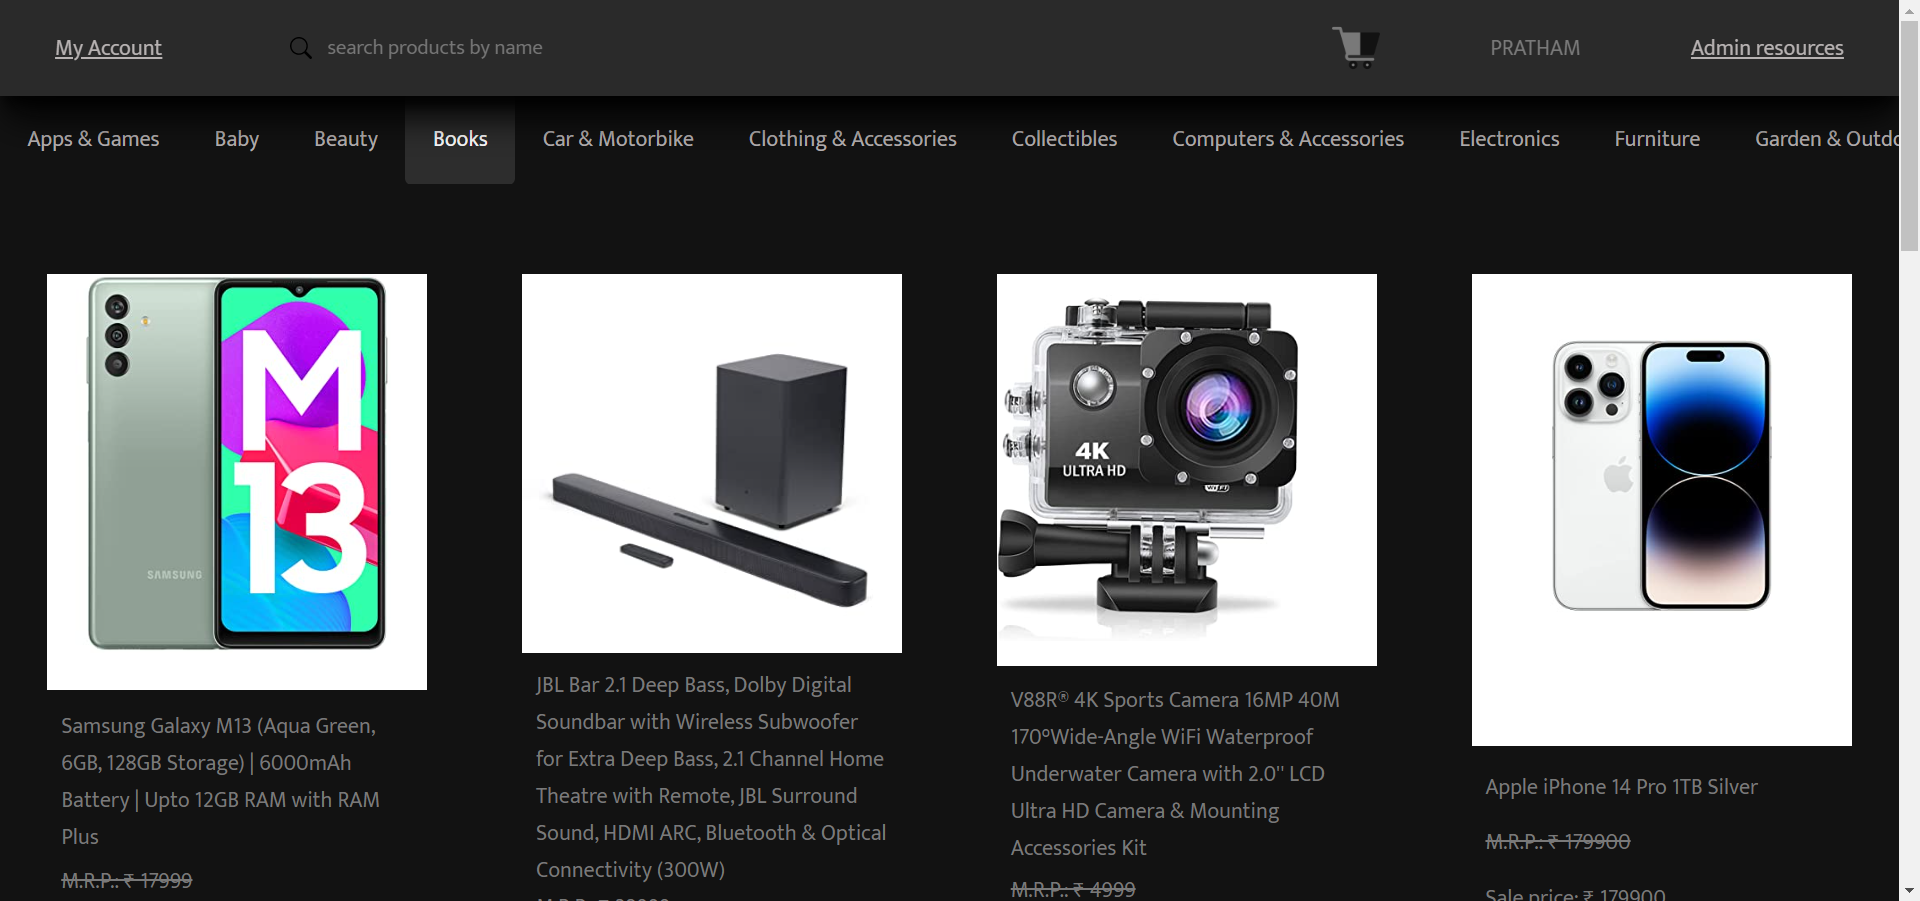 My Account
search products by name
PRATHAM
Admin resources
Apps & Games
Baby
Beauty
Books
Car & Motorbike
Clothing & Accessories
Collectibles
Computers & Accessories
Electronics
Furniture
Garden & Outdo
M
13
SAMSUNG
Samsung Galaxy M13 (Aqua Green,
6GB, 128GB Storage) | 6000mAh
Battery | Upto 12GB RAM with RAM
Plus
M.R.P.: ₹ 17999
JBL Bar 2.1 Deep Bass, Dolby Digital
Soundbar with Wireless Subwoofer
for Extra Deep Bass, 2.1 Channel Home
Theatre with Remote, JBL Surround
Sound, HDMI ARC, Bluetooth & Optical
Connectivity (300W)
4K
ULTRA HD
WiFi
V88R® 4K Sports Camera 16MP 40M
170°Wide-Angle WiFi Waterproof
Underwater Camera with 2.0'' LCD
Ultra HD Camera & Mounting
Accessories Kit
M.R.P.: ₹ 4999
Apple iPhone 14 Pro 1TB Silver
M.R.P.: ₹ 179900
Sale price: ₹ 179900